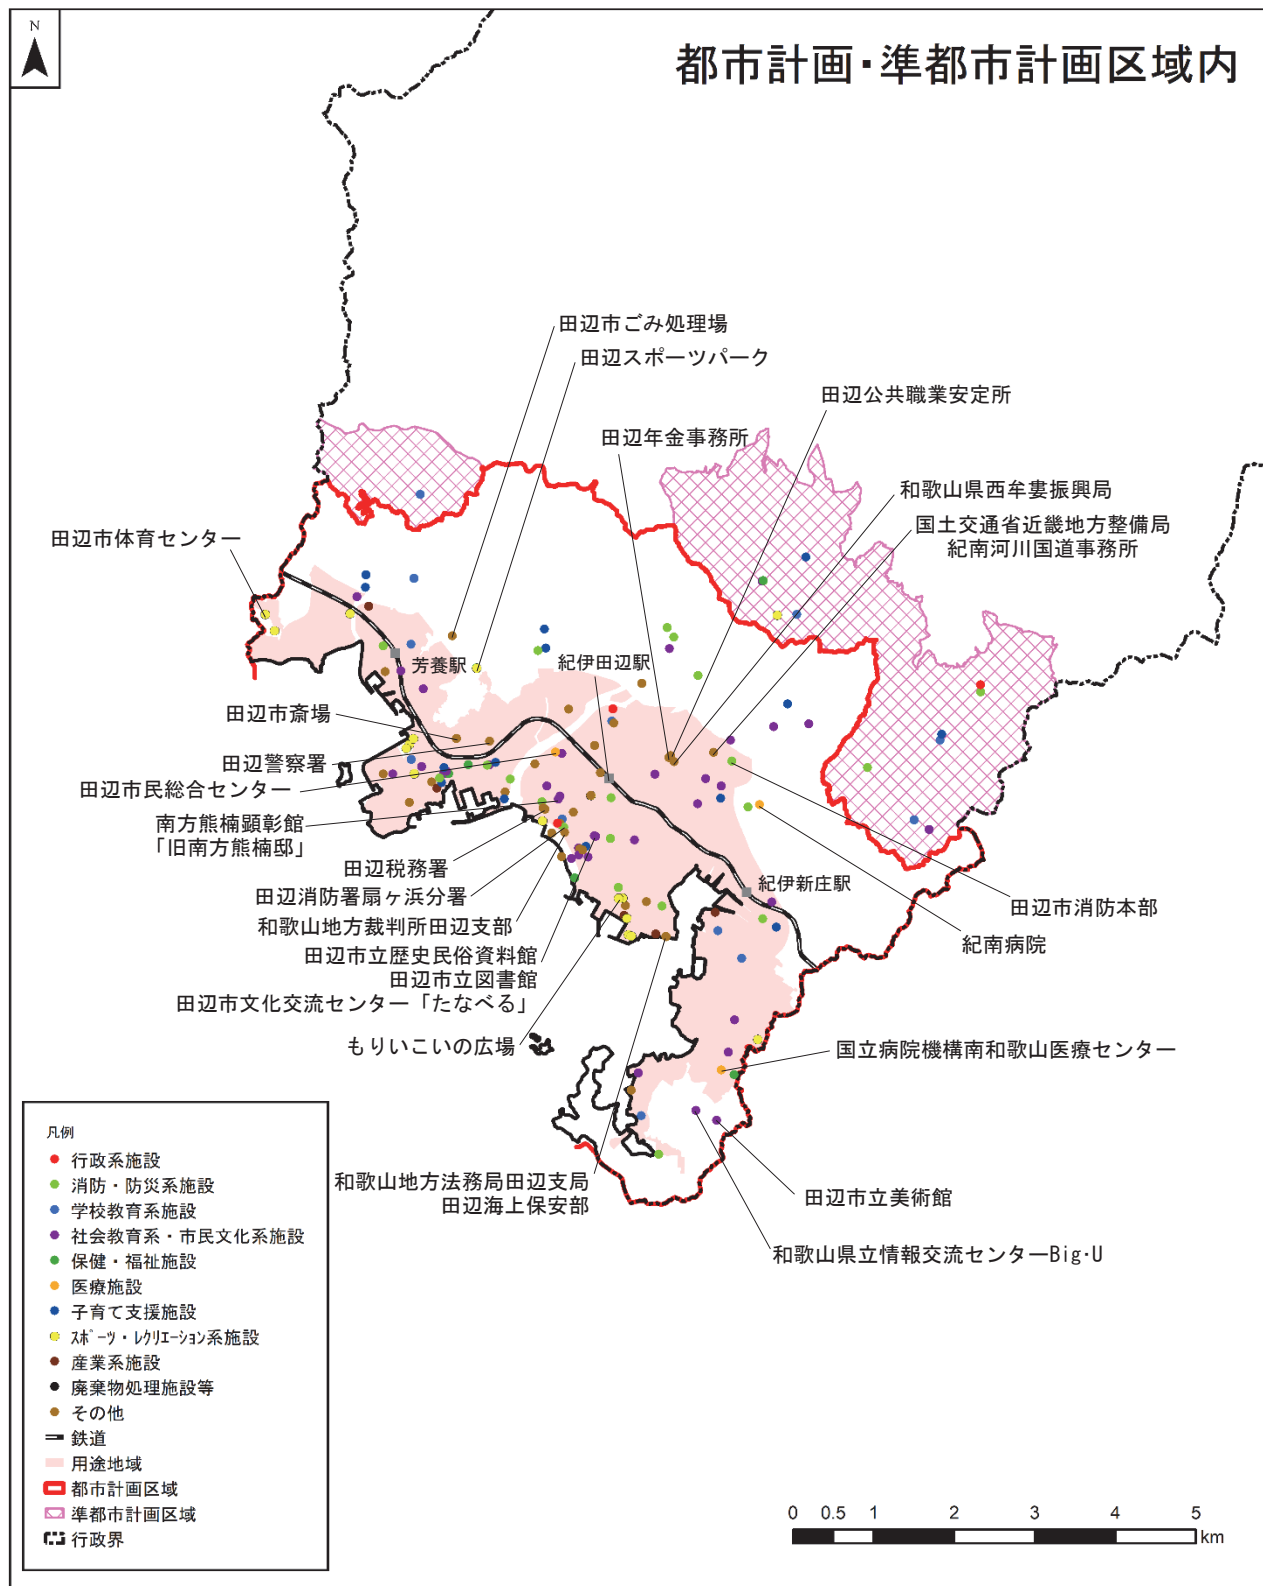 N
都市計画・準都市計画区域内
田辺市ごみ処理場
田辺スポーツパーク
田辺公共職業安定所
田辺年金事務所
和歌山県西牟婁振興局
国土交通省近畿地方整備局
紀南河川国道事務所
田辺市体育センター
芳養駅
紀伊田辺駅
田辺市斎場
田辺警察署
田辺市民総合センター
南方熊楠顕彰館
「旧南方熊楠邸」
田辺税務署
田辺消防署扇ヶ浜分署
和歌山地方裁判所田辺支部
田辺市立歴史民俗資料館
田辺市立図書館
田辺市文化交流センター「たなべる」
もりいこいの広場
紀伊新庄駅
田辺市消防本部
紀南病院
国立病院機構南和歌山医療センター
和歌山地方法務局田辺支局
田辺海上保安部
田辺市立美術館
和歌山県立情報交流センターBig・U
凡例
行政系施設
消防・防災系施設
学校教育系施設
社会教育系・市民文化系施設
保健・福祉施設
医療施設
子育て支援施設
ｽﾎﾟｰﾂ・ﾚｸﾘｴｰｼｮﾝ系施設
産業系施設
廃棄物処理施設等
その他
鉄道
用途地域
都市計画区域
準都市計画区域
行政界
0 0.5 1 2 3 4 5
km